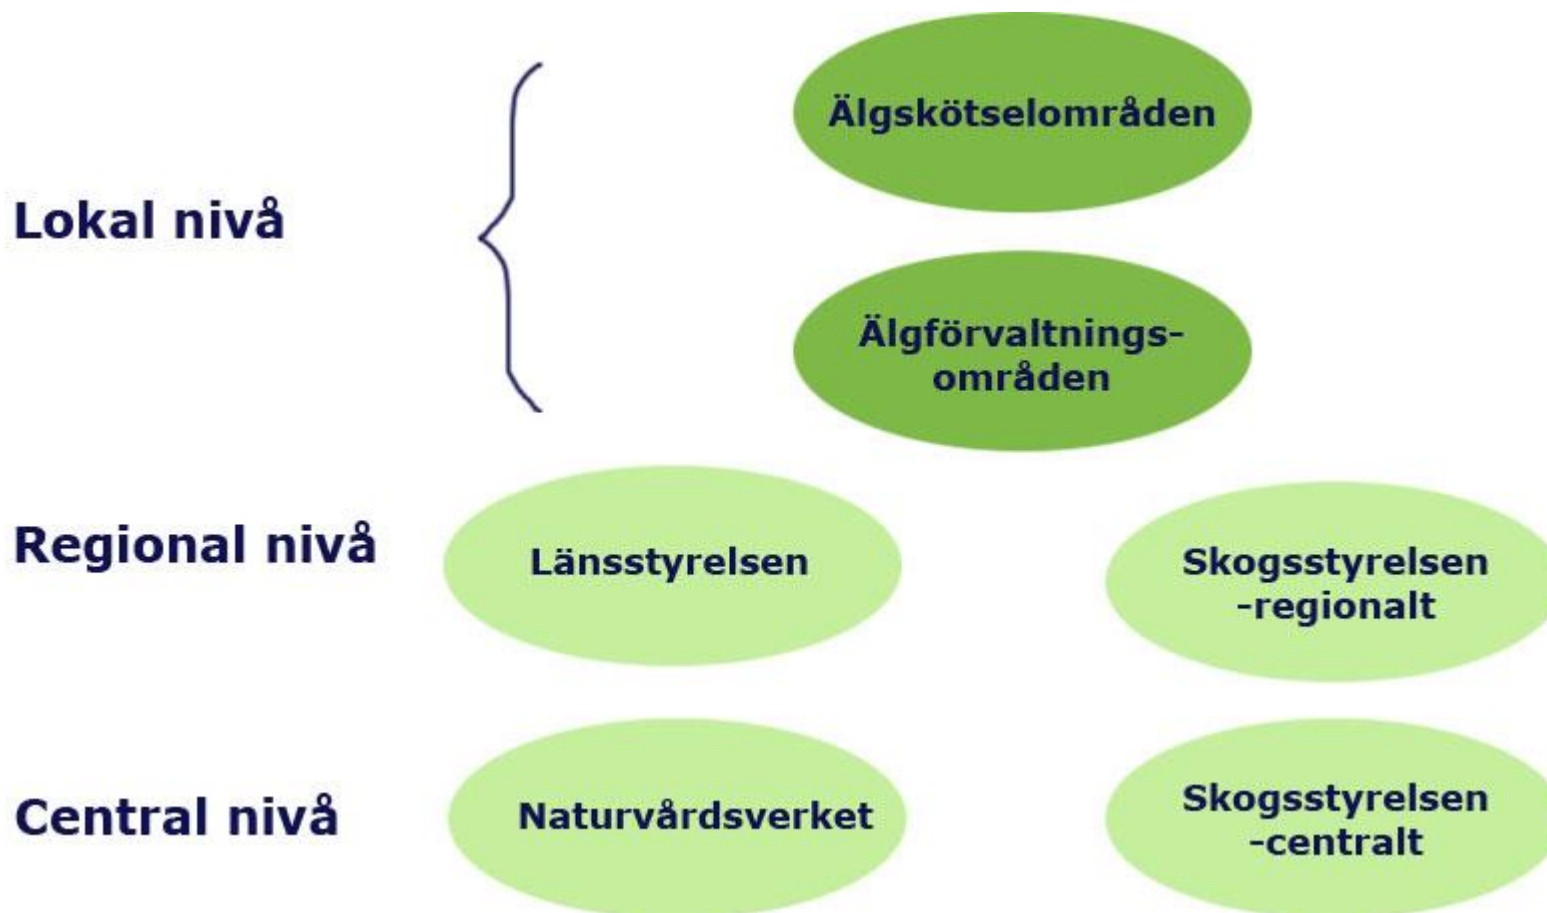 Älgskötselområden
Lokal nivå
Älgförvaltnings-
områden
Regional nivå
Länsstyrelsen
Skogsstyrelsen
-regionalt
Central nivå
Naturvårdsverket
Skogsstyrelsen
-centralt